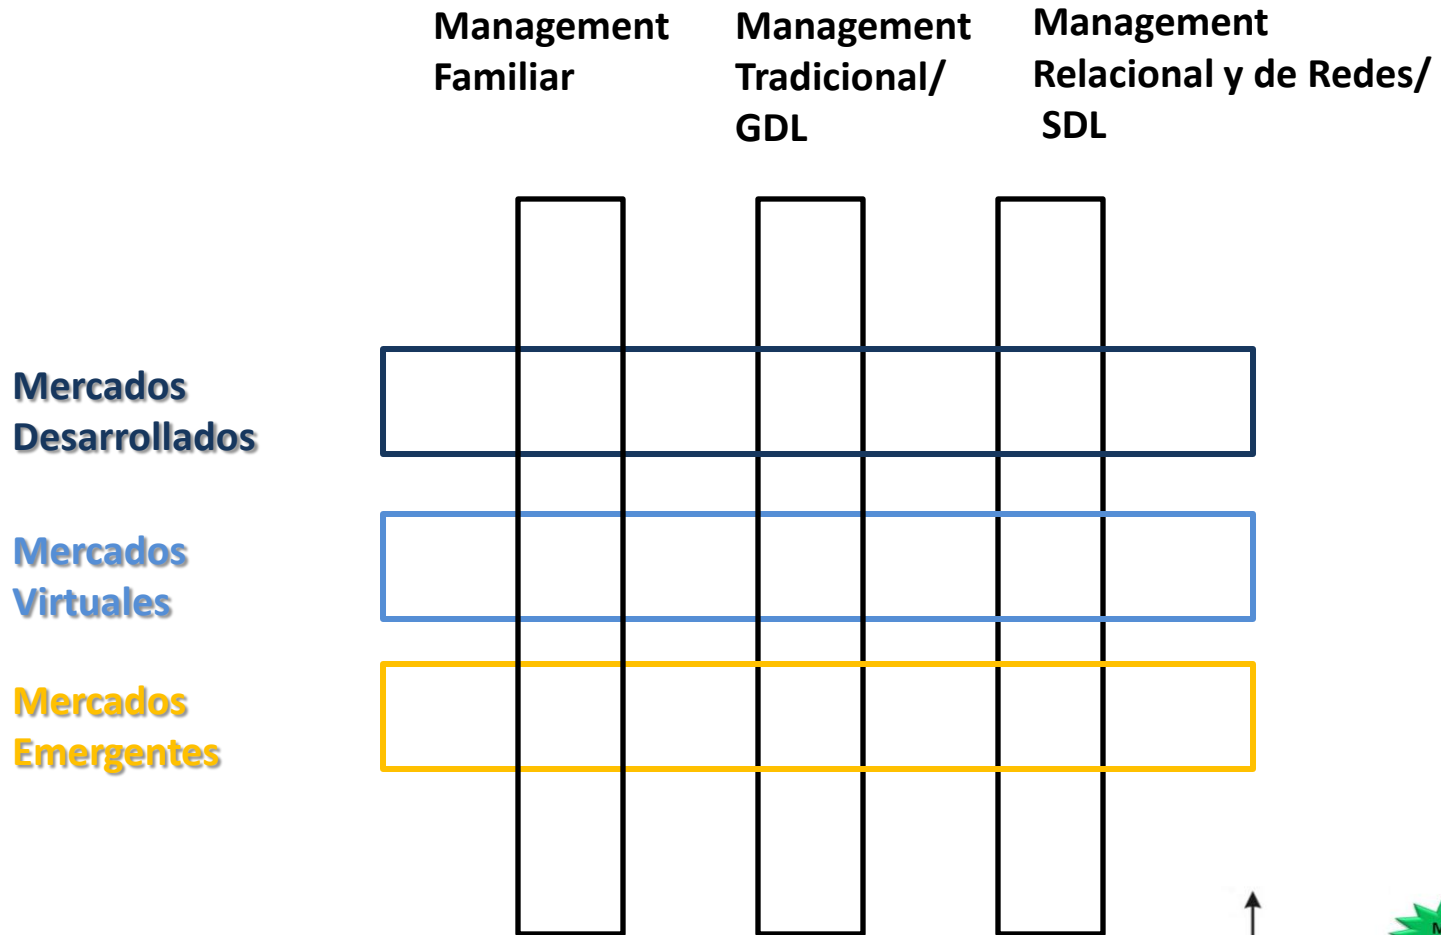 Management
Familiar
Management
Tradicional/
GDL
Management
Relacional y de Redes/
SDL
Mercados
Desarrollados
Mercados
Virtuales
Mercados
Emergentes